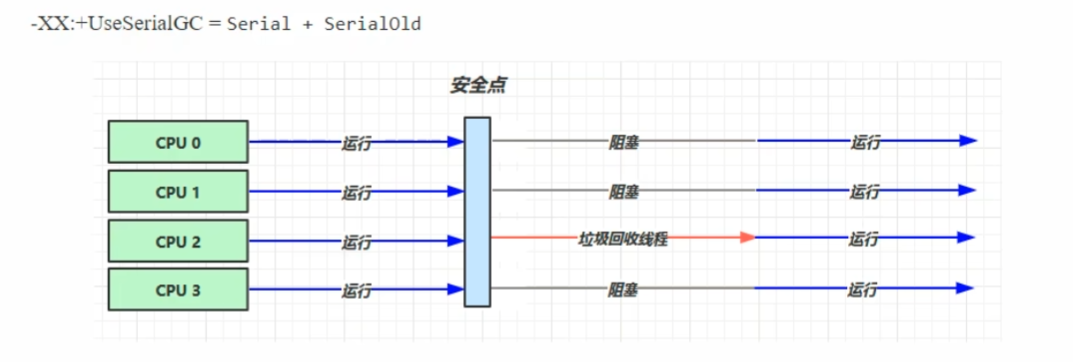 -XX:+UseSerialGC = Serial + SerialOld
安全点
CPU 0 运行 阻塞 运行
CPU 1 运行 阻塞 运行
CPU 2 运行 垃圾回收线程 运行
CPU 3 运行 阻塞 运行